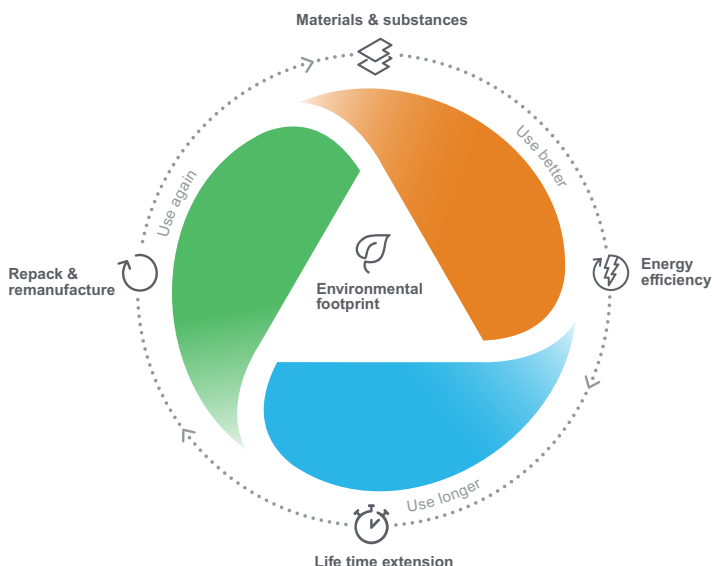 Materials & substances
Use better
Use again
Energy
efficiency
Repack &
remanufacture
Environmental
footprint
Use longer
Life time extension